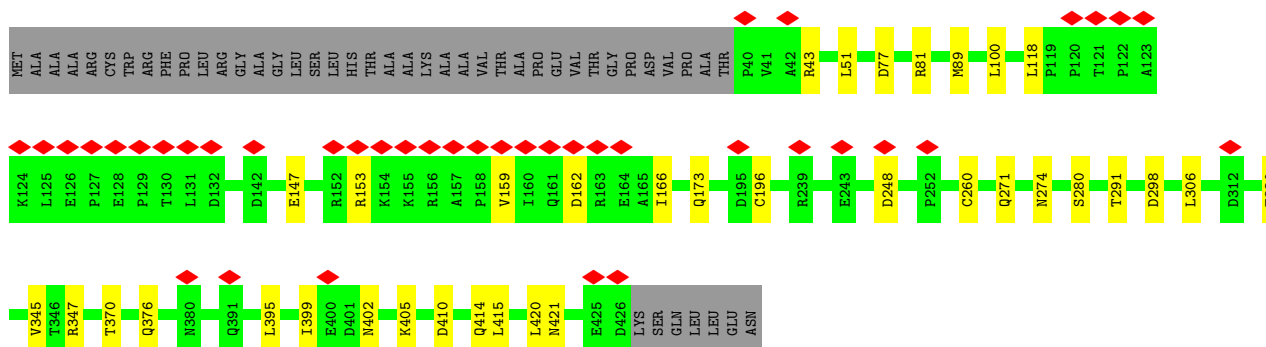 MET ALA ALA ALA ALA ARG CYS TRP ARG PHE PRO LEU ARG GLY ALA GLY LEU SER LEU HIS THR ALA ALA LYS ALA ALA VAL THR ALA PRO GLU VAL THR GLY PRO ASP VAL PRO ALA THR P40 V41 A42 R43 L51 D77 R81 M89 L100 L118 P119 P120 T121 P122 A123
K124 L125 E126 P127 E128 P129 T130 L131 D132 D142 E147 R152 R153 K154 K155 R156 A157 P158 V159 I160 Q161 D162 R163 E164 A165 I166 Q173 D195 C196 R239 E243 D248 P252 C260 Q271 N274 S280 T291 D298 L306 D312
V345 T346 R347 T370 Q376 N380 Q391 L395 I399 E400 D401 N402 K405 D410 Q414 L415 L420 N421 E425 D426 LYS SER GLN LEU LEU GLU ASN